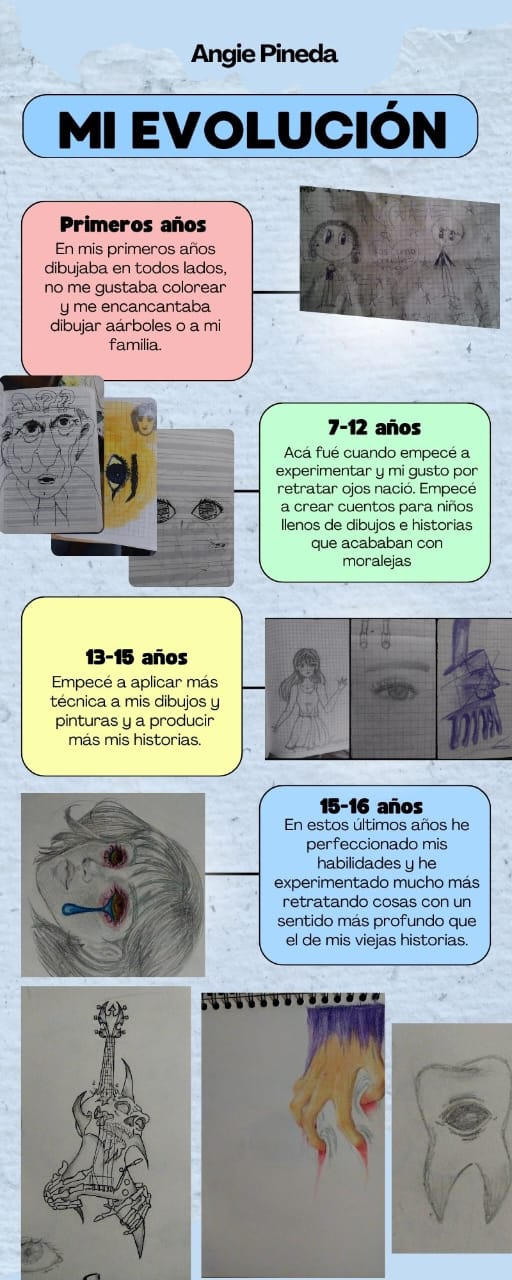 Angie Pineda
MI EVOLUCIÓN
Primeros años
En mis primeros años
dibujaba en todos lados,
no me gustaba colorear
y me encancantaba
dibujar aárboles o a mi
familia.
7-12 años
Acá fué cuando empecé a
experimentar y mi gusto por
retratar ojos nació. Empecé
a crear cuentos para niños
llenos de dibujos e historias
que acababan con
moralejas
13-15 años
Empecé a aplicar más
técnica a mis dibujos y
pinturas y a producir
más mis historias.
15-16 años
En estos últimos años he
perfeccionado mis
habilidades y he
experimentado mucho más
retratando cosas con un
sentido más profundo que
el de mis viejas historias.